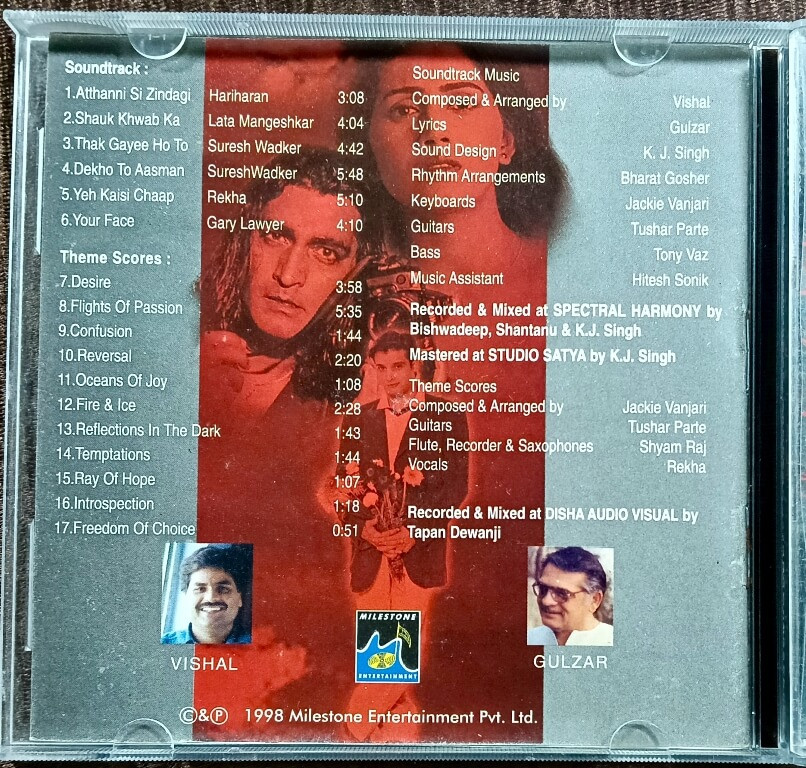 Soundtrack :
1.Atthanni Si Zindagi Hariharan 3:08
2.Shauk Khwab Ka Lata Mangeshkar 4:04
3.Thak Gayee Ho To Suresh Wadker 4:42
4.Dekho To Aasman SureshWadker 5:48
5.Yeh Kaisi Chaap Rekha 5:10
6.Your Face Gary Lawyer 4:10
Theme Scores :
7.Desire 3:58
8.Flights Of Passion 5:35
9.Confusion 1:44
10.Reversal 2:20
11.Oceans Of Joy 1:08
12.Fire & Ice 2:28
13.Reflections In The Dark 1:43
14.Temptations 1:44
15.Ray Of Hope 1:07
16.Introspection 1:18
17.Freedom Of Choice 0:51
Soundtrack Music
Composed & Arranged by Vishal
Lyrics Gulzar
Sound Design K. J. Singh
Rhythm Arrangements Bharat Gosher
Keyboards Jackie Vanjari
Guitars Tushar Parte
Bass Tony Vaz
Music Assistant Hitesh Sonik
Recorded & Mixed at SPECTRAL HARMONY by
Bishwadeep, Shantanu & K.J. Singh
Mastered at STUDIO SATYA by K.J. Singh
Theme Scores
Composed & Arranged by Jackie Vanjari
Guitars Tushar Parte
Flute, Recorder & Saxophones Shyam Raj
Vocals Rekha
Recorded & Mixed at DISHA AUDIO VISUAL by
Tapan Dewanji
VISHAL
MILESTONE
ENTERTAINMENT
GULZAR
©&℗ 1998 Milestone Entertainment Pvt. Ltd.